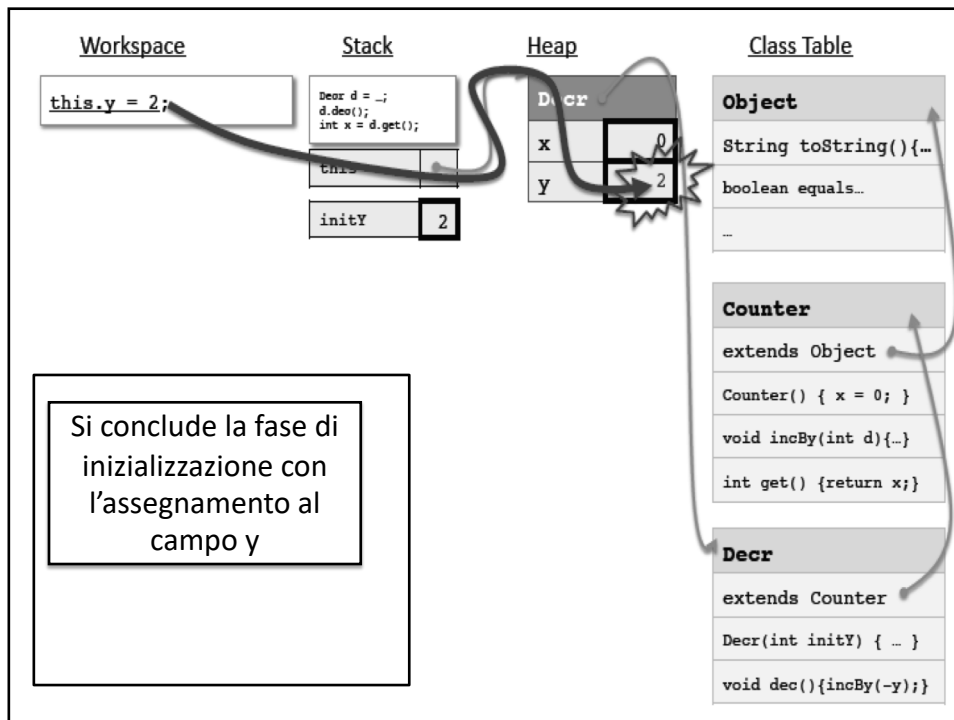 Workspace
Stack
Heap
Class Table
this.y = 2;
Decr d = _;
d.dec();
int x = d.get();
this
initY 2
Decr
x 0
y 2
Object
String toString(){…
boolean equals…
…
Counter
extends Object
Counter() { x = 0; }
void incBy(int d){…}
int get() {return x;}
Decr
extends Counter
Decr(int initY) { … }
void dec(){incBy(-y);}
Si conclude la fase di
inizializzazione con
l’assegnamento al
campo y